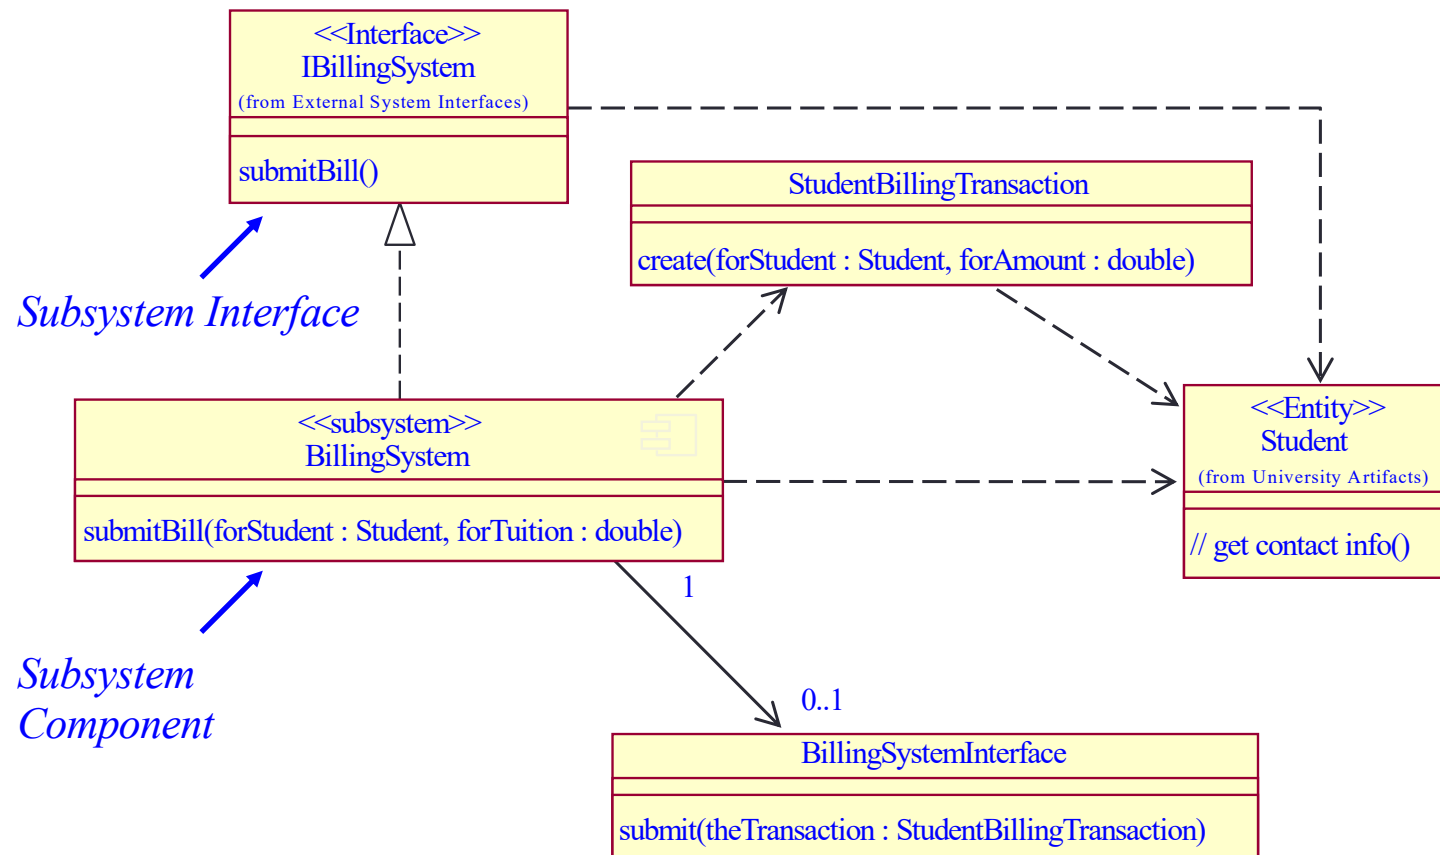 <<Interface>>
IBillingSystem
(from External System Interfaces)
submitBill()
StudentBillingTransaction
create(forStudent : Student, forAmount : double)
Subsystem Interface
<<subsystem>>
BillingSystem
submitBill(forStudent : Student, forTuition : double)
<<Entity>>
Student
(from University Artifacts)
// get contact info()
1
Subsystem
Component
0..1
BillingSystemInterface
submit(theTransaction : StudentBillingTransaction)